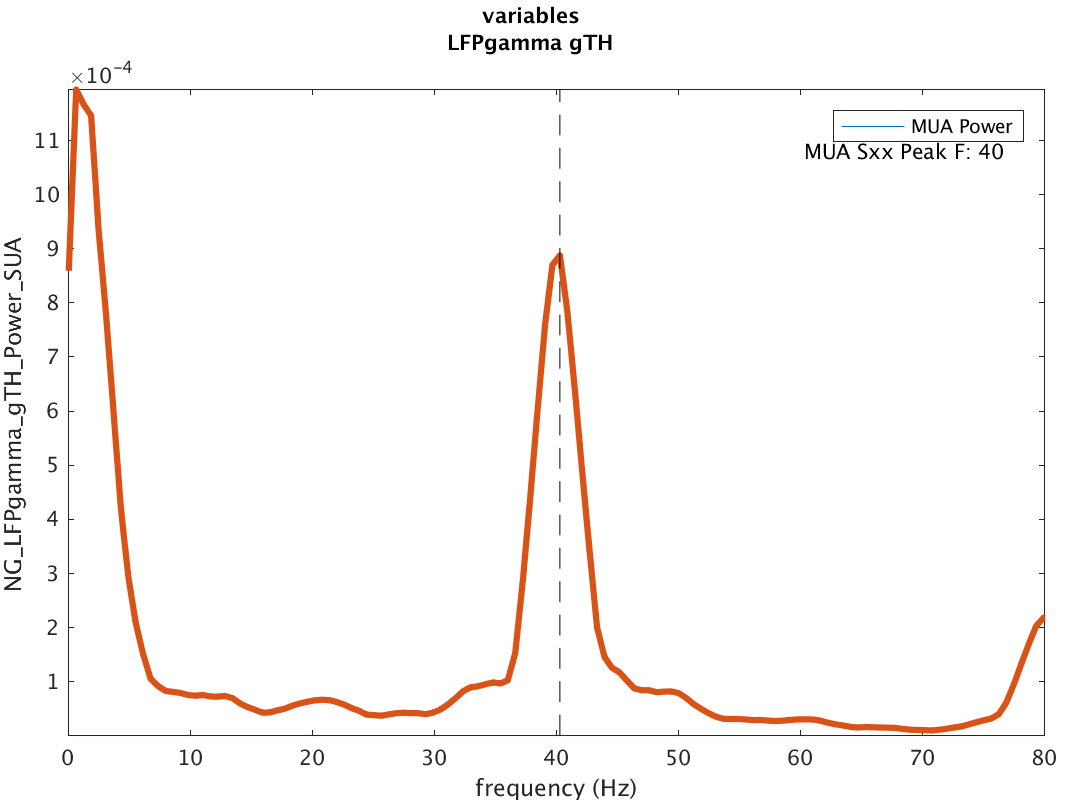 variables
LFPgamma gTH
×10⁻⁴
MUA Power
MUA Sxx Peak F: 40
11
10
9
8
7
6
5
4
3
2
1
NG_LFPgamma_gTH_Power_SUA
0 10 20 30 40 50 60 70 80
frequency (Hz)